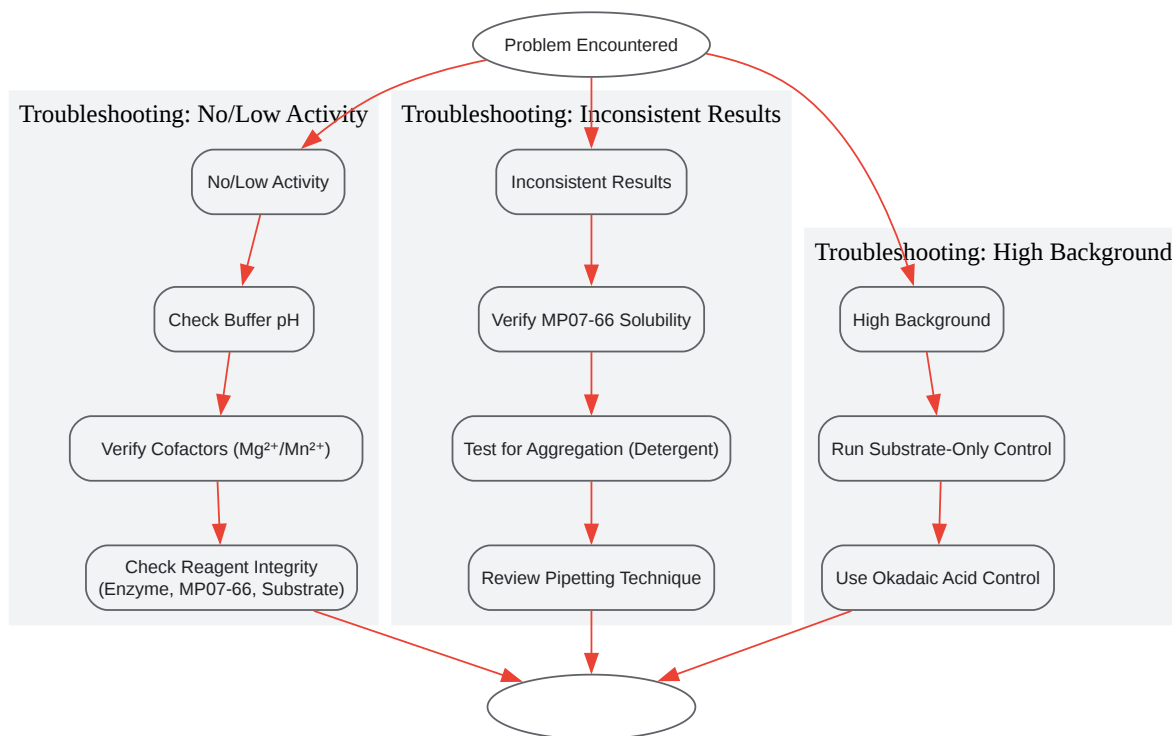 Problem Encountered
Troubleshooting: No/Low Activity
No/Low Activity
Check Buffer pH
Verify Cofactors (Mg²⁺/Mn²⁺)
Check Reagent Integrity
(Enzyme, MP07-66, Substrate)
Troubleshooting: Inconsistent Results
Inconsistent Results
Verify MP07-66 Solubility
Test for Aggregation (Detergent)
Review Pipetting Technique
Troubleshooting: High Background
High Background
Run Substrate-Only Control
Use Okadaic Acid Control